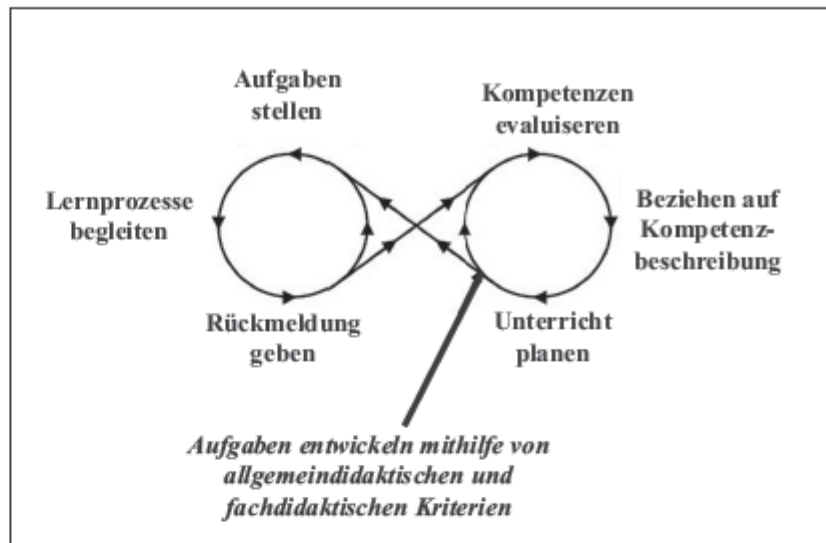 Aufgaben
stellen
Kompetenzen
evaluiseren
Lernprozesse
begleiten
Beziehen auf
Kompetenz-
beschreibung
Rückmeldung
geben
Unterricht
planen
Aufgaben entwickeln mithilfe von
allgemeindidaktischen und
fachdidaktischen Kriterien